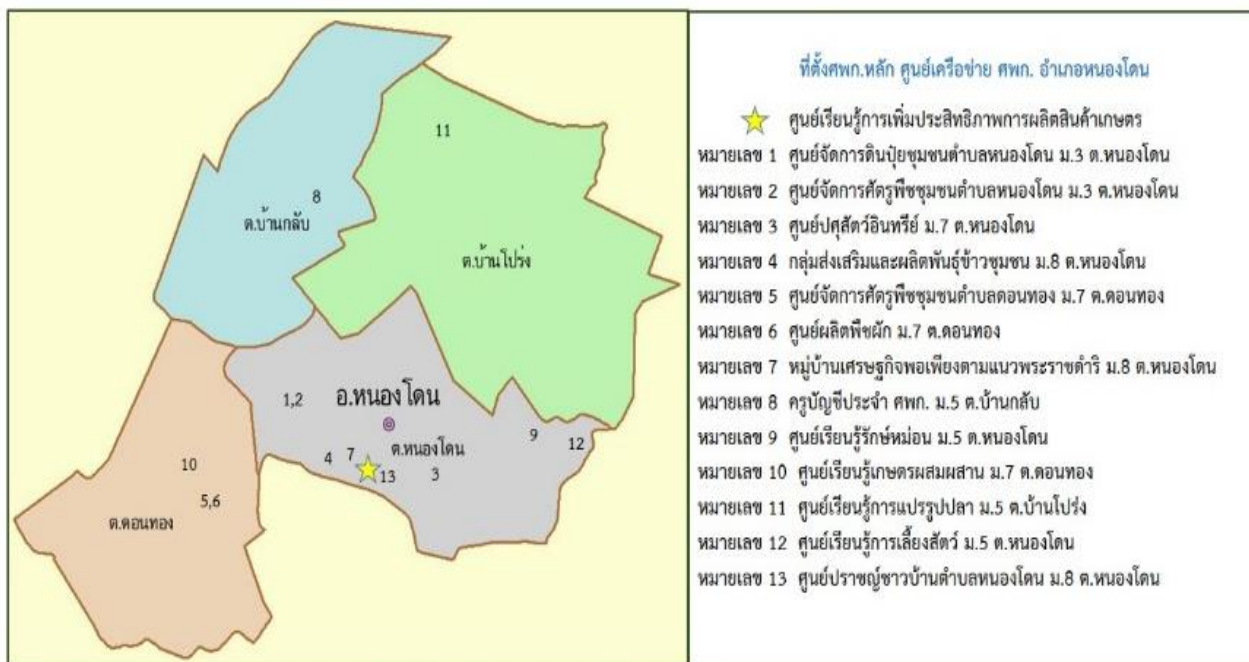 11
8
ต.บ้านกลับ
ต.บ้านโปร่ง
1,2
อ.หนองโดน
ต.หนองโดน
9
12
4
7
13
3
10
5,6
ต.ดอนทอง
ที่ตั้งศพก.หลัก ศูนย์เครือข่าย ศพก. อำเภอหนองโดน
ศูนย์เรียนรู้การเพิ่มประสิทธิภาพการผลิตสินค้าเกษตร
หมายเลข 1 ศูนย์จัดการดินปุ๋ยชุมชนตำบลหนองโดน ม.3 ต.หนองโดน
หมายเลข 2 ศูนย์จัดการศัตรูพืชชุมชนตำบลหนองโดน ม.3 ต.หนองโดน
หมายเลข 3 ศูนย์ปศุสัตว์อินทรีย์ ม.7 ต.หนองโดน
หมายเลข 4 กลุ่มส่งเสริมและผลิตพันธุ์ข้าวชุมชน ม.8 ต.หนองโดน
หมายเลข 5 ศูนย์จัดการศัตรูพืชชุมชนตำบลดอนทอง ม.7 ต.ดอนทอง
หมายเลข 6 ศูนย์ผลิตพืชผัก ม.7 ต.ดอนทอง
หมายเลข 7 หมู่บ้านเศรษฐกิจพอเพียงตามแนวพระราชดำริ ม.8 ต.หนองโดน
หมายเลข 8 ครูบัญชีประจำ ศพก. ม.5 ต.บ้านกลับ
หมายเลข 9 ศูนย์เรียนรู้รักษ์หม่อน ม.5 ต.หนองโดน
หมายเลข 10 ศูนย์เรียนรู้เกษตรผสมผสาน ม.7 ต.ดอนทอง
หมายเลข 11 ศูนย์เรียนรู้การแปรรูปปลา ม.5 ต.บ้านโปร่ง
หมายเลข 12 ศูนย์เรียนรู้การเลี้ยงสัตว์ ม.5 ต.หนองโดน
หมายเลข 13 ศูนย์ปราชญ์ชาวบ้านตำบลหนองโดน ม.8 ต.หนองโดน